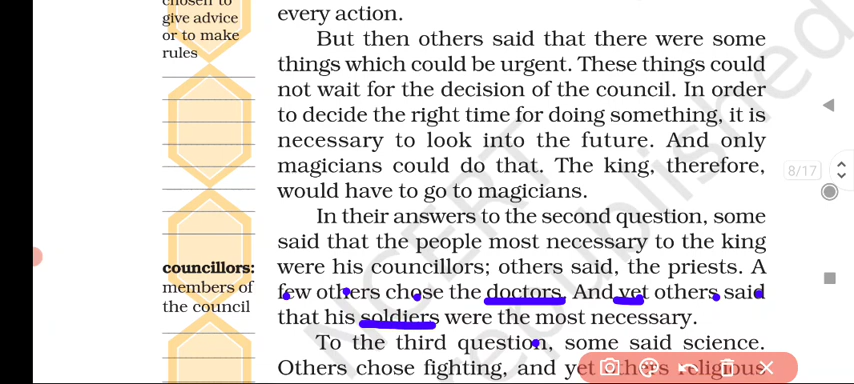 chosen to
give advice
or to make
rules
every action.
But then others said that there were some
things which could be urgent. These things could
not wait for the decision of the council. In order
to decide the right time for doing something, it is
necessary to look into the future. And only
magicians could do that. The king, therefore,
would have to go to magicians.
In their answers to the second question, some
said that the people most necessary to the king
were his councillors; others said, the priests. A
few others chose the doctors. And yet others said
that his soldiers were the most necessary.
To the third question, some said science.
Others chose fighting, and yet others religious
councillors:
members of
the council
NCERT
republished
8/17